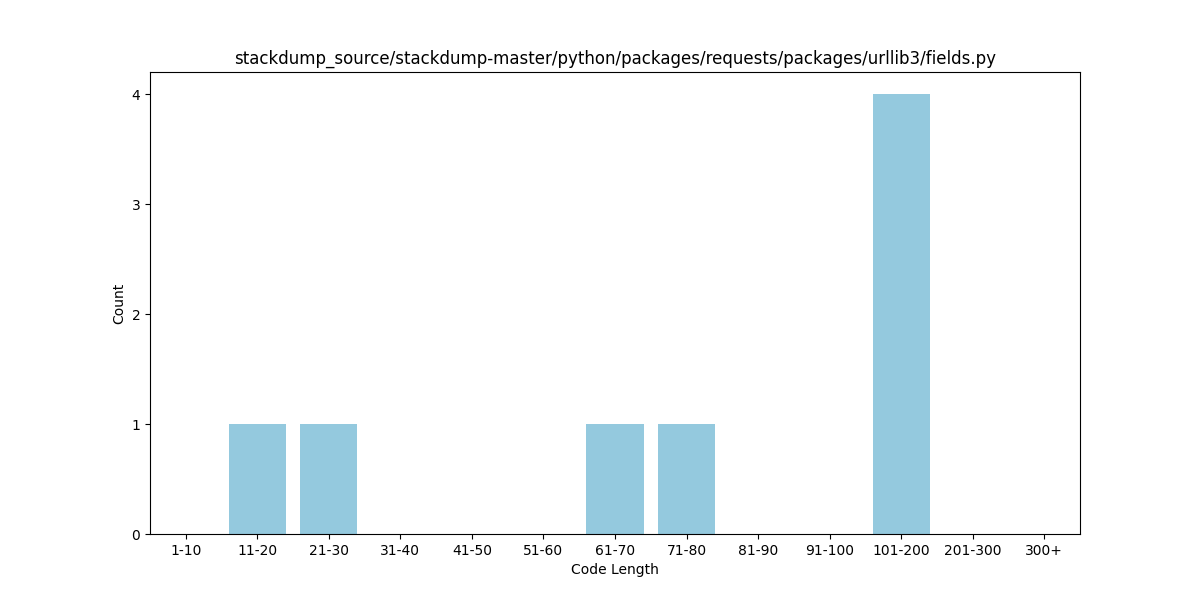 stackdump_source/stackdump-master/python/packages/requests/packages/urllib3/fields.py
4
3
2
1
0
Count
1-10 11-20 21-30 31-40 41-50 51-60 61-70 71-80 81-90 91-100 101-200 201-300 300+
Code Length